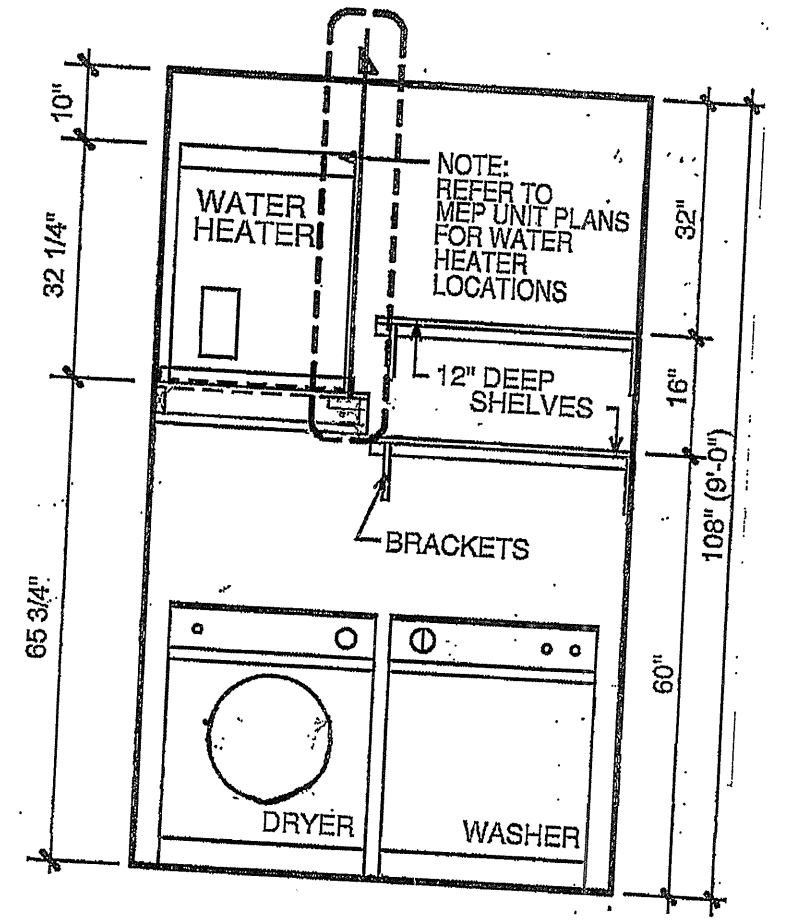 10"
32 1/4"
65 3/4"
WATER
HEATER
NOTE:
REFER TO
MEP UNIT PLANS
FOR WATER
HEATER
LOCATIONS
12" DEEP
SHELVES
BRACKETS
DRYER
WASHER
32"
16"
60"
108" (9'-0")